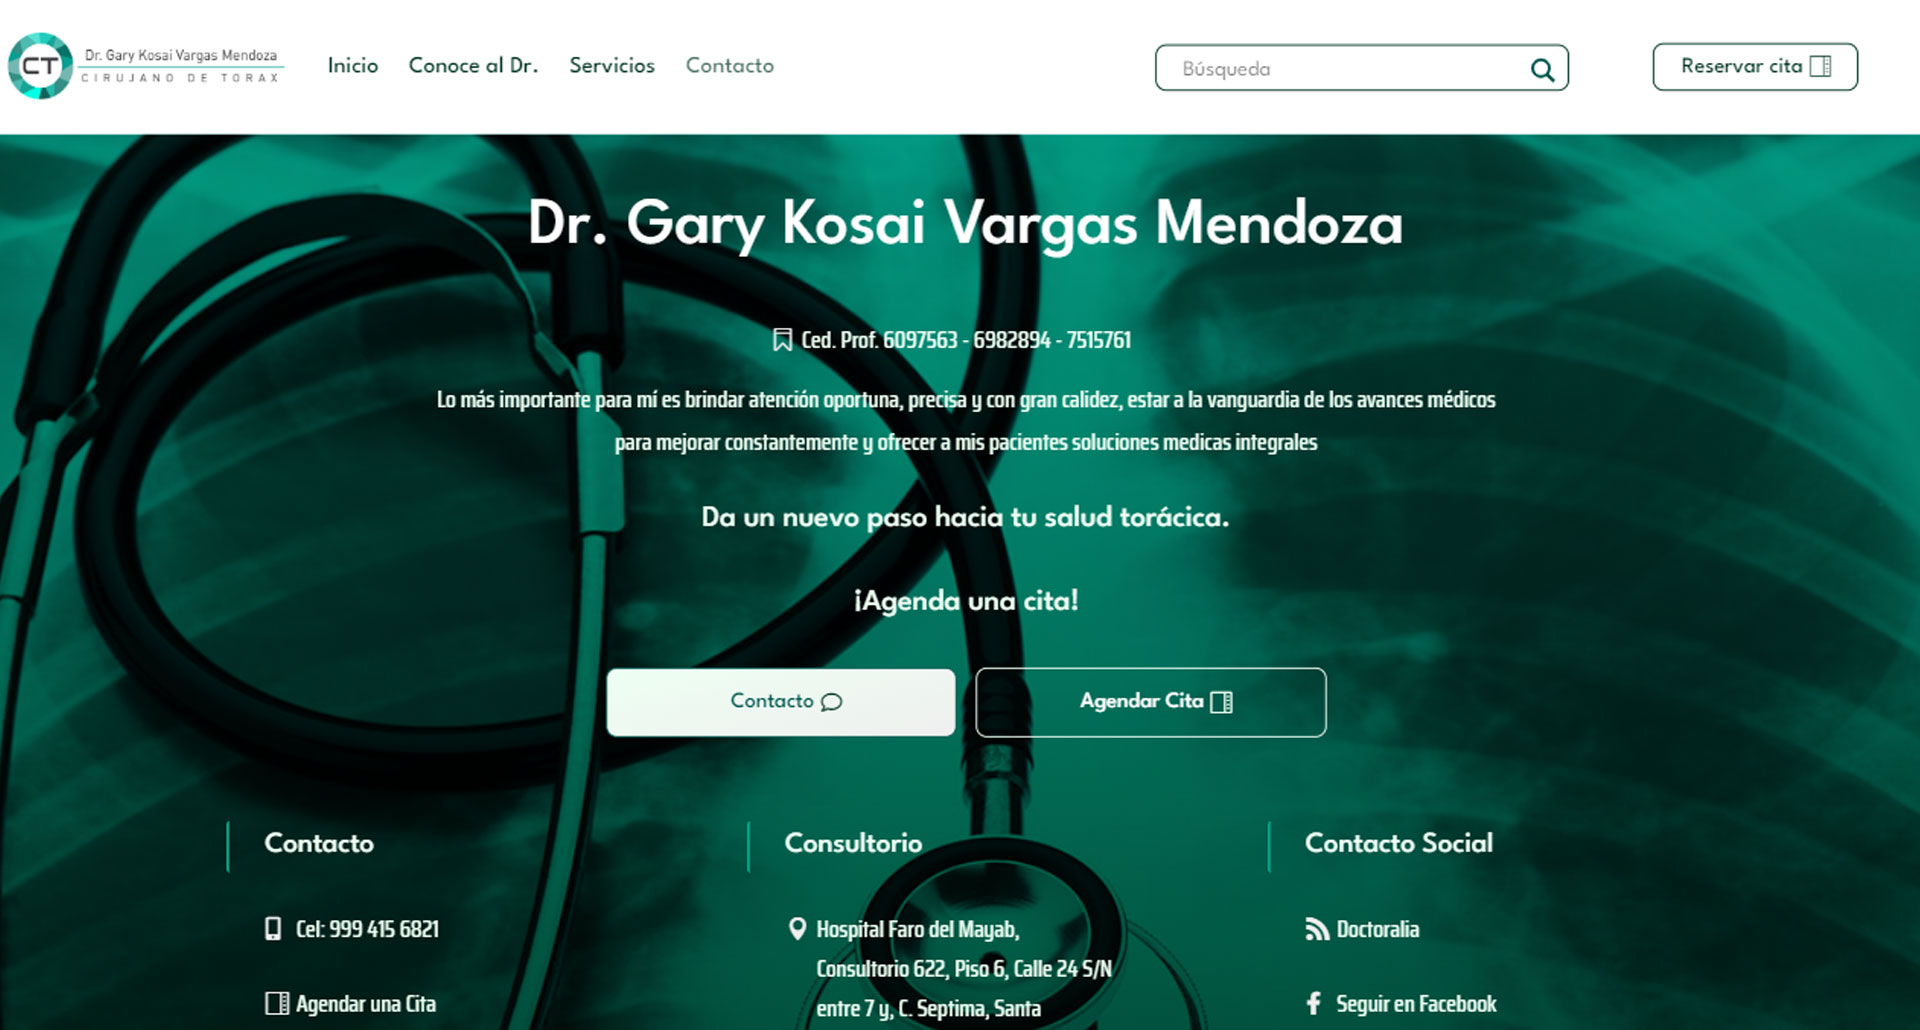 CT
Dr. Gary Kosai Vargas Mendoza
CIRUJANO DE TORAX
Inicio
Conoce al Dr.
Servicios
Contacto
Búsqueda
Reservar cita
Dr. Gary Kosai Vargas Mendoza
Ced. Prof. 6097563 - 6982894 - 7515761
Lo más importante para mí es brindar atención oportuna, precisa y con gran calidez, estar a la vanguardia de los avances médicos
para mejorar constantemente y ofrecer a mis pacientes soluciones medicas integrales
Da un nuevo paso hacia tu salud torácica.
¡Agenda una cita!
Contacto
Agendar Cita
Contacto
Cel: 999 415 6821
Agendar una Cita
Consultorio
Hospital Faro del Mayab,
Consultorio 622, Piso 6, Calle 24 S/N
entre 7 y, C. Septima, Santa
Contacto Social
Doctoralia
Seguir en Facebook